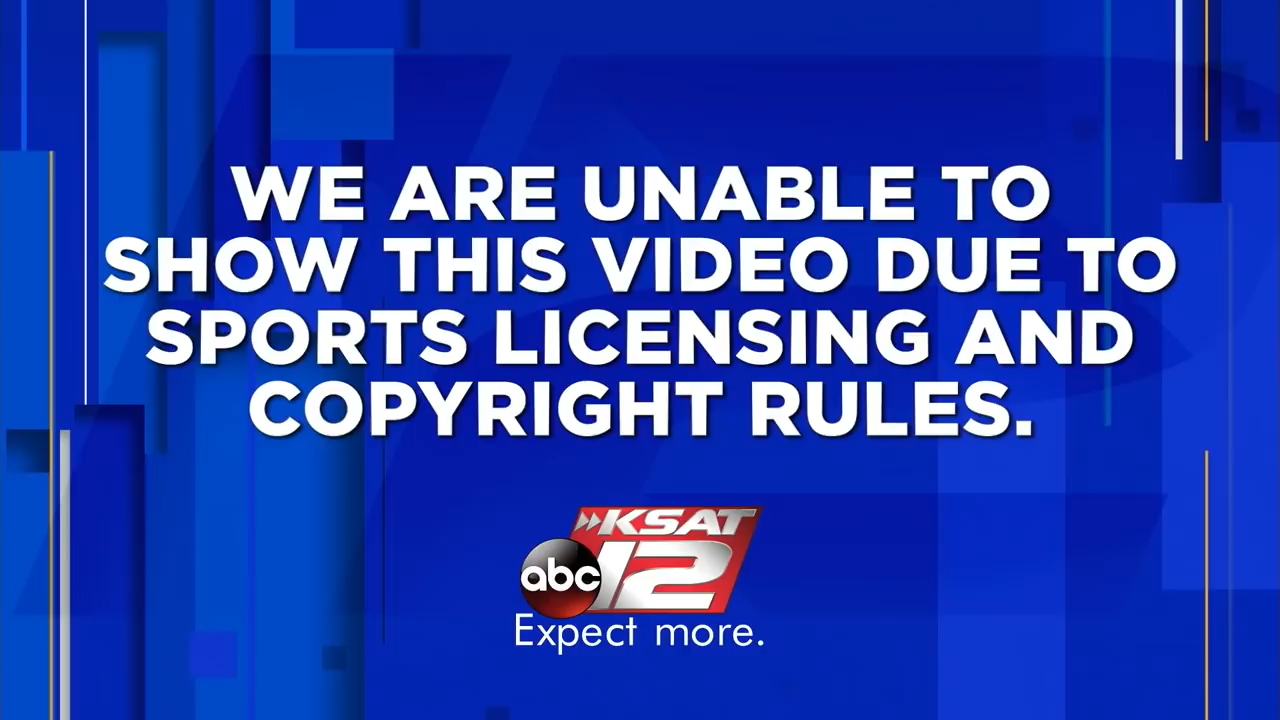 WE ARE UNABLE TO
SHOW THIS VIDEO DUE TO
SPORTS LICENSING AND
COPYRIGHT RULES.
KSAT
abc 12
Expect more.